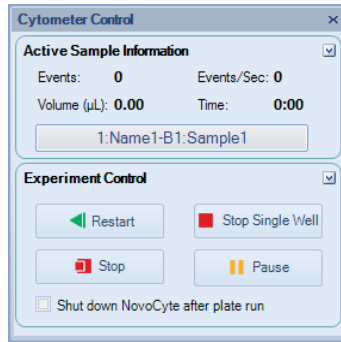 Cytometer Control
Active Sample Information
Events: 0 Events/Sec: 0
Volume (µL): 0.00 Time: 0:00
1:Name1-B1:Sample1
Experiment Control
Restart Stop Single Well
Stop Pause
Shut down NovoCyte after plate run